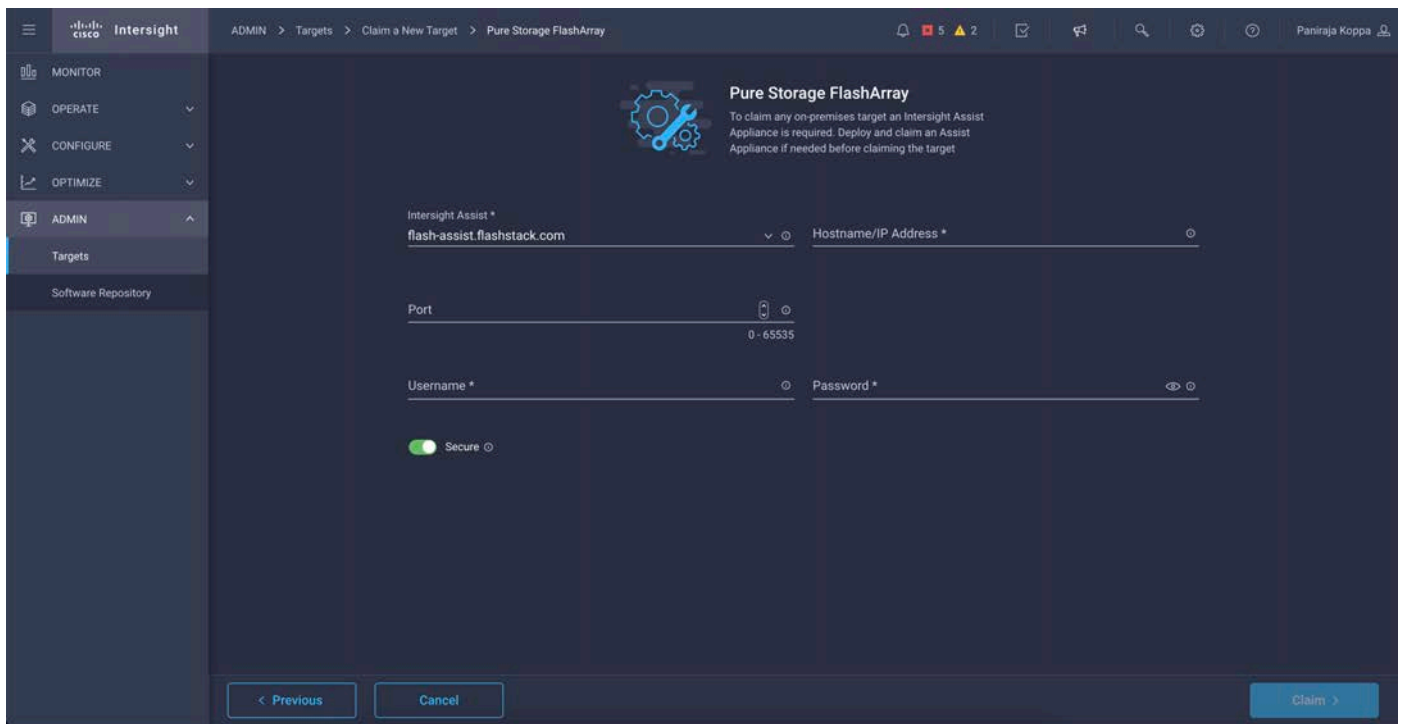 CISCO Intersight
ADMIN > Targets > Claim a New Target > Pure Storage FlashArray
5 2
Paniraja Koppa
MONITOR
OPERATE
CONFIGURE
OPTIMIZE
ADMIN
Targets
Software Repository
Pure Storage FlashArray
To claim any on-premises target an Intersight Assist
Appliance is required. Deploy and claim an Assist
Appliance if needed before claiming the target
Intersight Assist *
flash-assist.flashstack.com
Hostname/IP Address *
Port
0 - 65535
Username *
Password *
Secure
< Previous
Cancel
Claim >